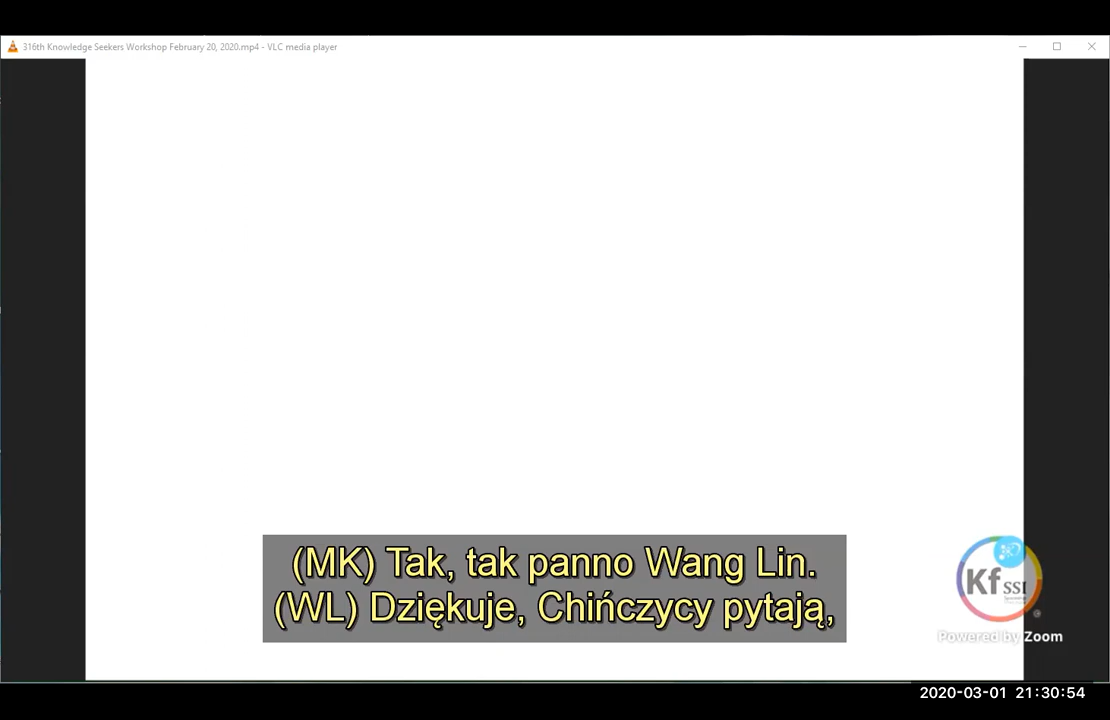 316th Knowledge Seekers Workshop February 20, 2020.mp4 - VLC media player
(MK) Tak, tak panno Wang Lin.
(WL) Dziękuje, Chińczycy pytają,
Kf SSI
Powered by Zoom
2020-03-01 21:30:54